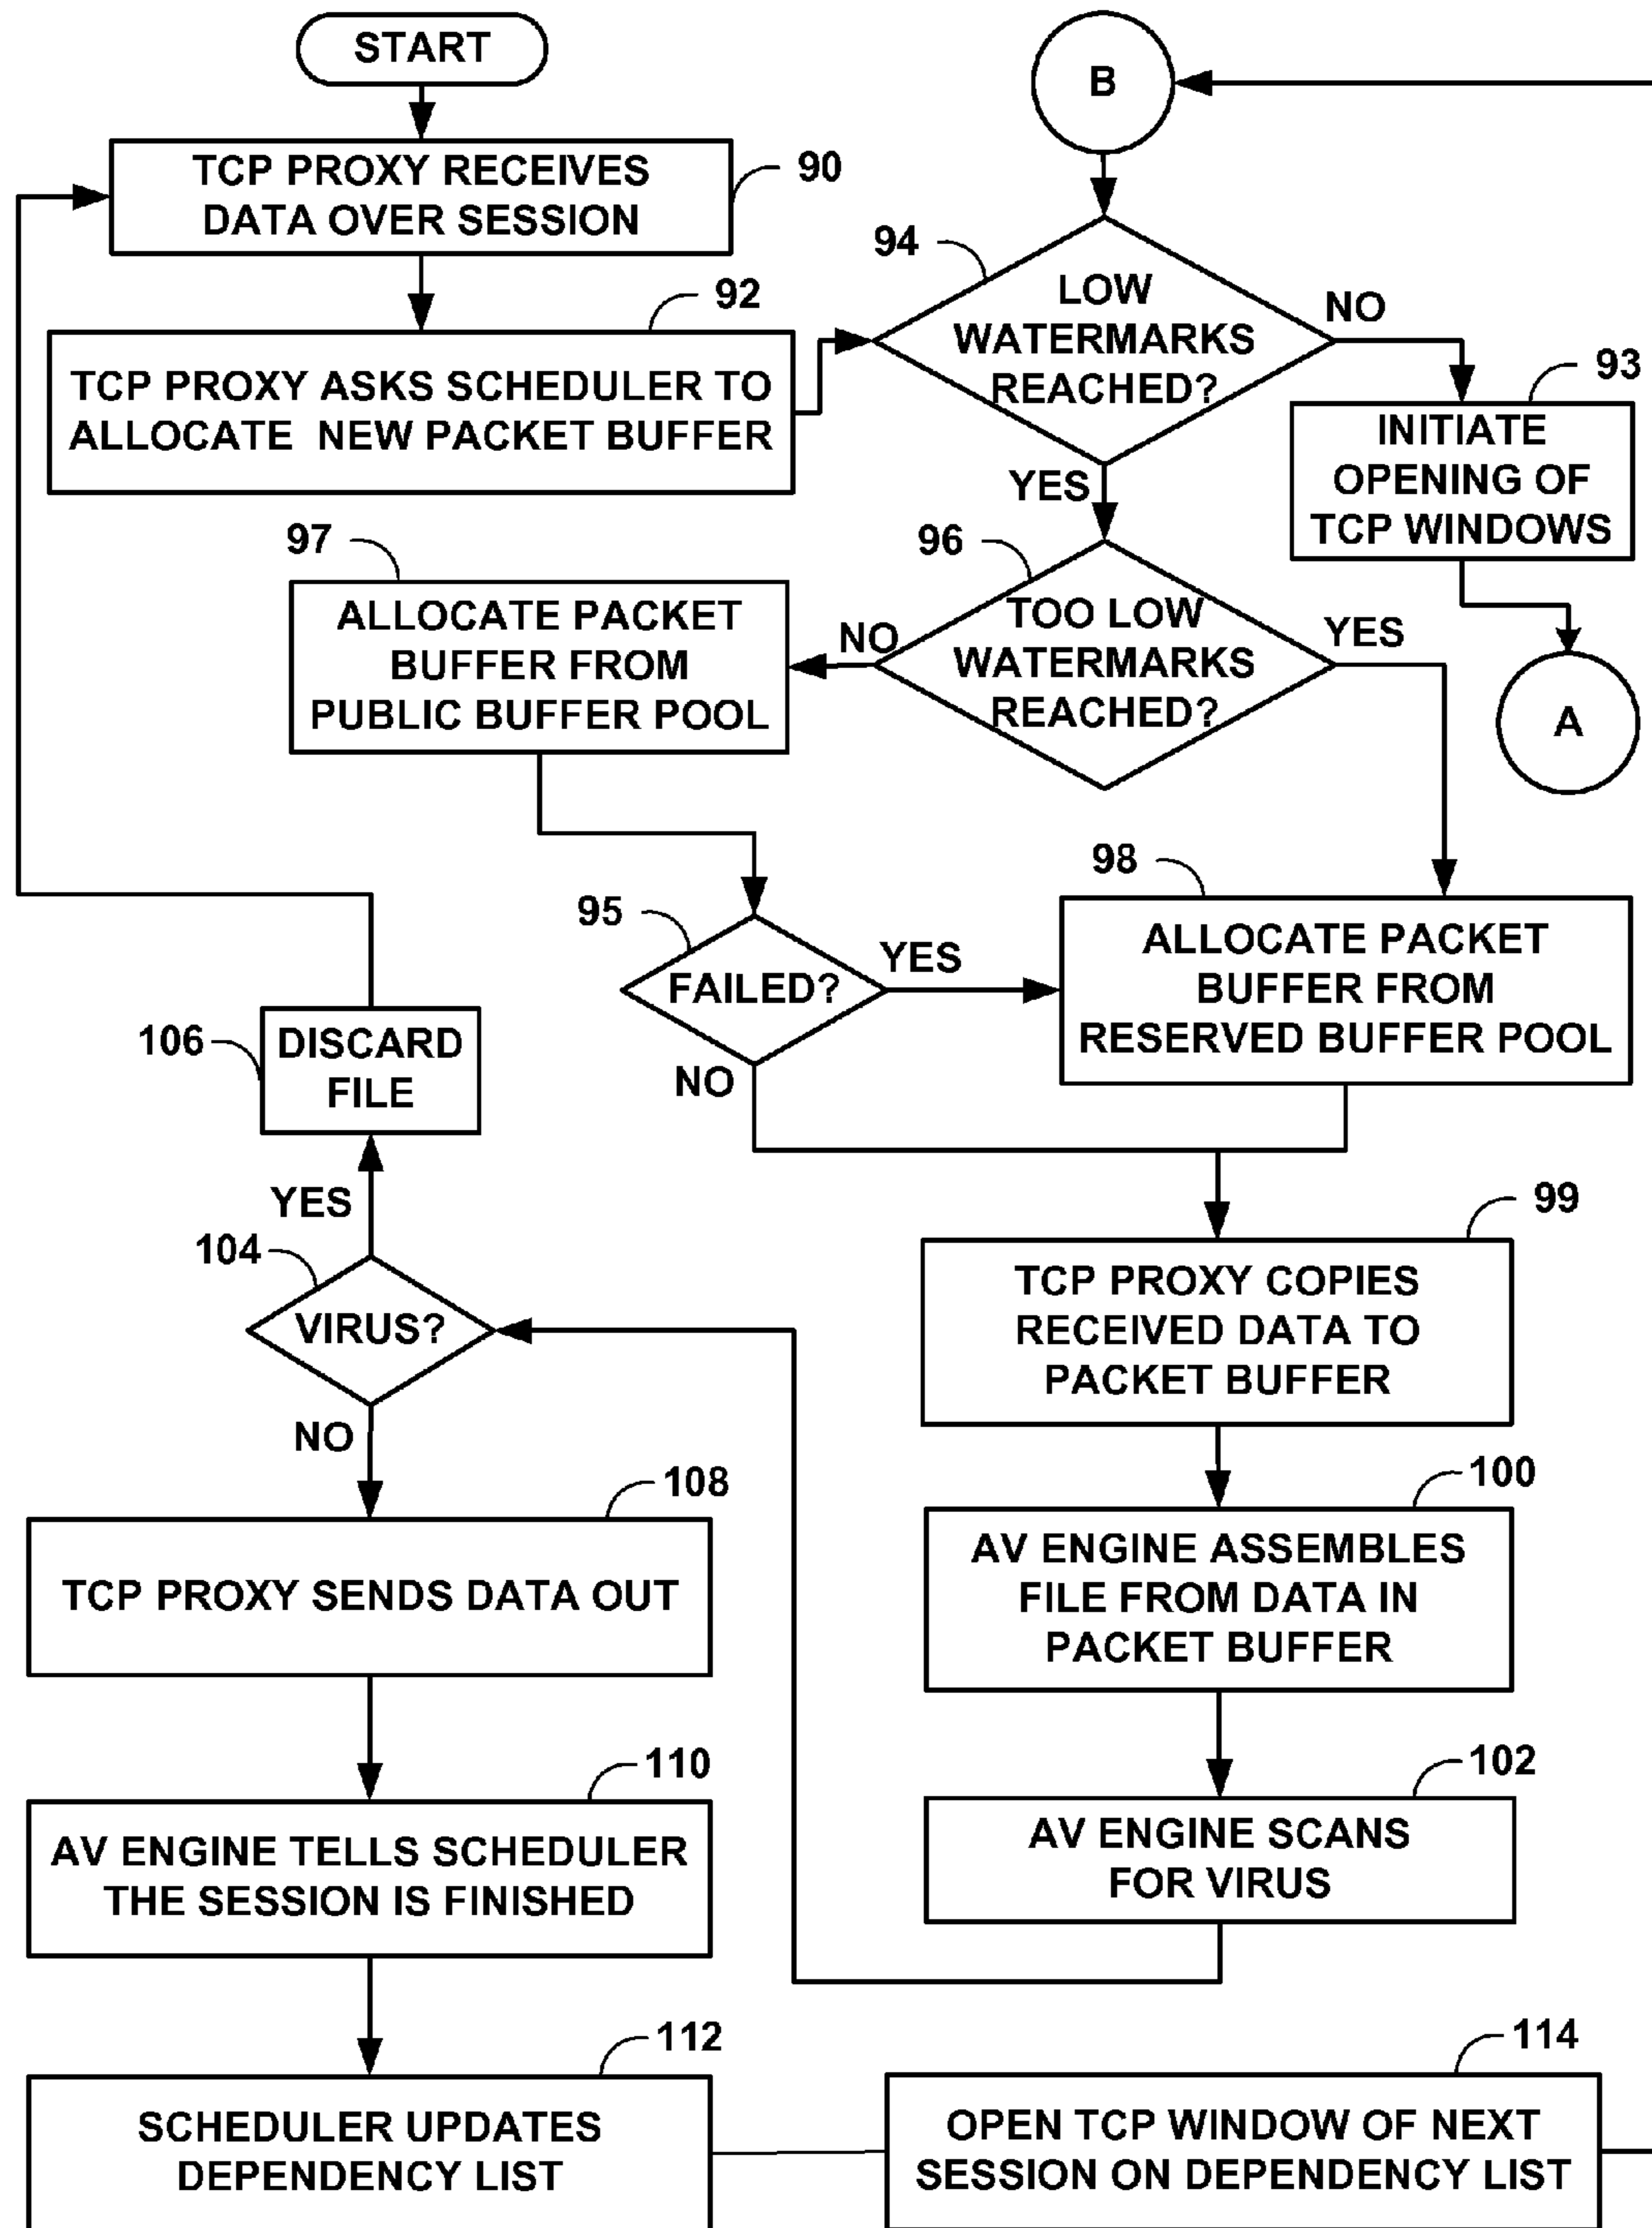 START
TCP PROXY RECEIVES
DATA OVER SESSION
90
92
TCP PROXY ASKS SCHEDULER TO
ALLOCATE NEW PACKET BUFFER
B
94
LOW
WATERMARKS
REACHED?
NO
YES
93
INITIATE
OPENING OF
TCP WINDOWS
A
96
TOO LOW
WATERMARKS
REACHED?
NO
YES
97
ALLOCATE PACKET
BUFFER FROM
PUBLIC BUFFER POOL
95
FAILED?
YES
NO
98
ALLOCATE PACKET
BUFFER FROM
RESERVED BUFFER POOL
99
TCP PROXY COPIES
RECEIVED DATA TO
PACKET BUFFER
100
AV ENGINE ASSEMBLES
FILE FROM DATA IN
PACKET BUFFER
102
AV ENGINE SCANS
FOR VIRUS
104
VIRUS?
YES
NO
106
DISCARD
FILE
108
TCP PROXY SENDS DATA OUT
110
AV ENGINE TELLS SCHEDULER
THE SESSION IS FINISHED
112
SCHEDULER UPDATES
DEPENDENCY LIST
114
OPEN TCP WINDOW OF NEXT
SESSION ON DEPENDENCY LIST